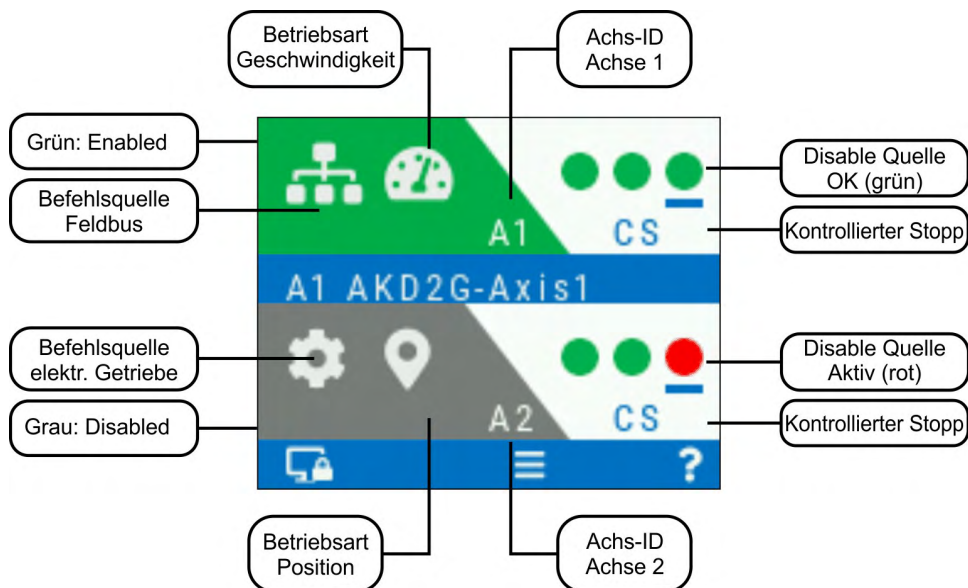 Betriebsart
Geschwindigkeit
Achs-ID
Achse 1
Grün: Enabled
Befehlsquelle
Feldbus
Disable Quelle
OK (grün)
Kontrollierter Stopp
A1
CS
A1 AKD2G-Axis1
Befehlsquelle
elektr. Getriebe
Grau: Disabled
Disable Quelle
Aktiv (rot)
Kontrollierter Stopp
A2
CS
?
Betriebsart
Position
Achs-ID
Achse 2